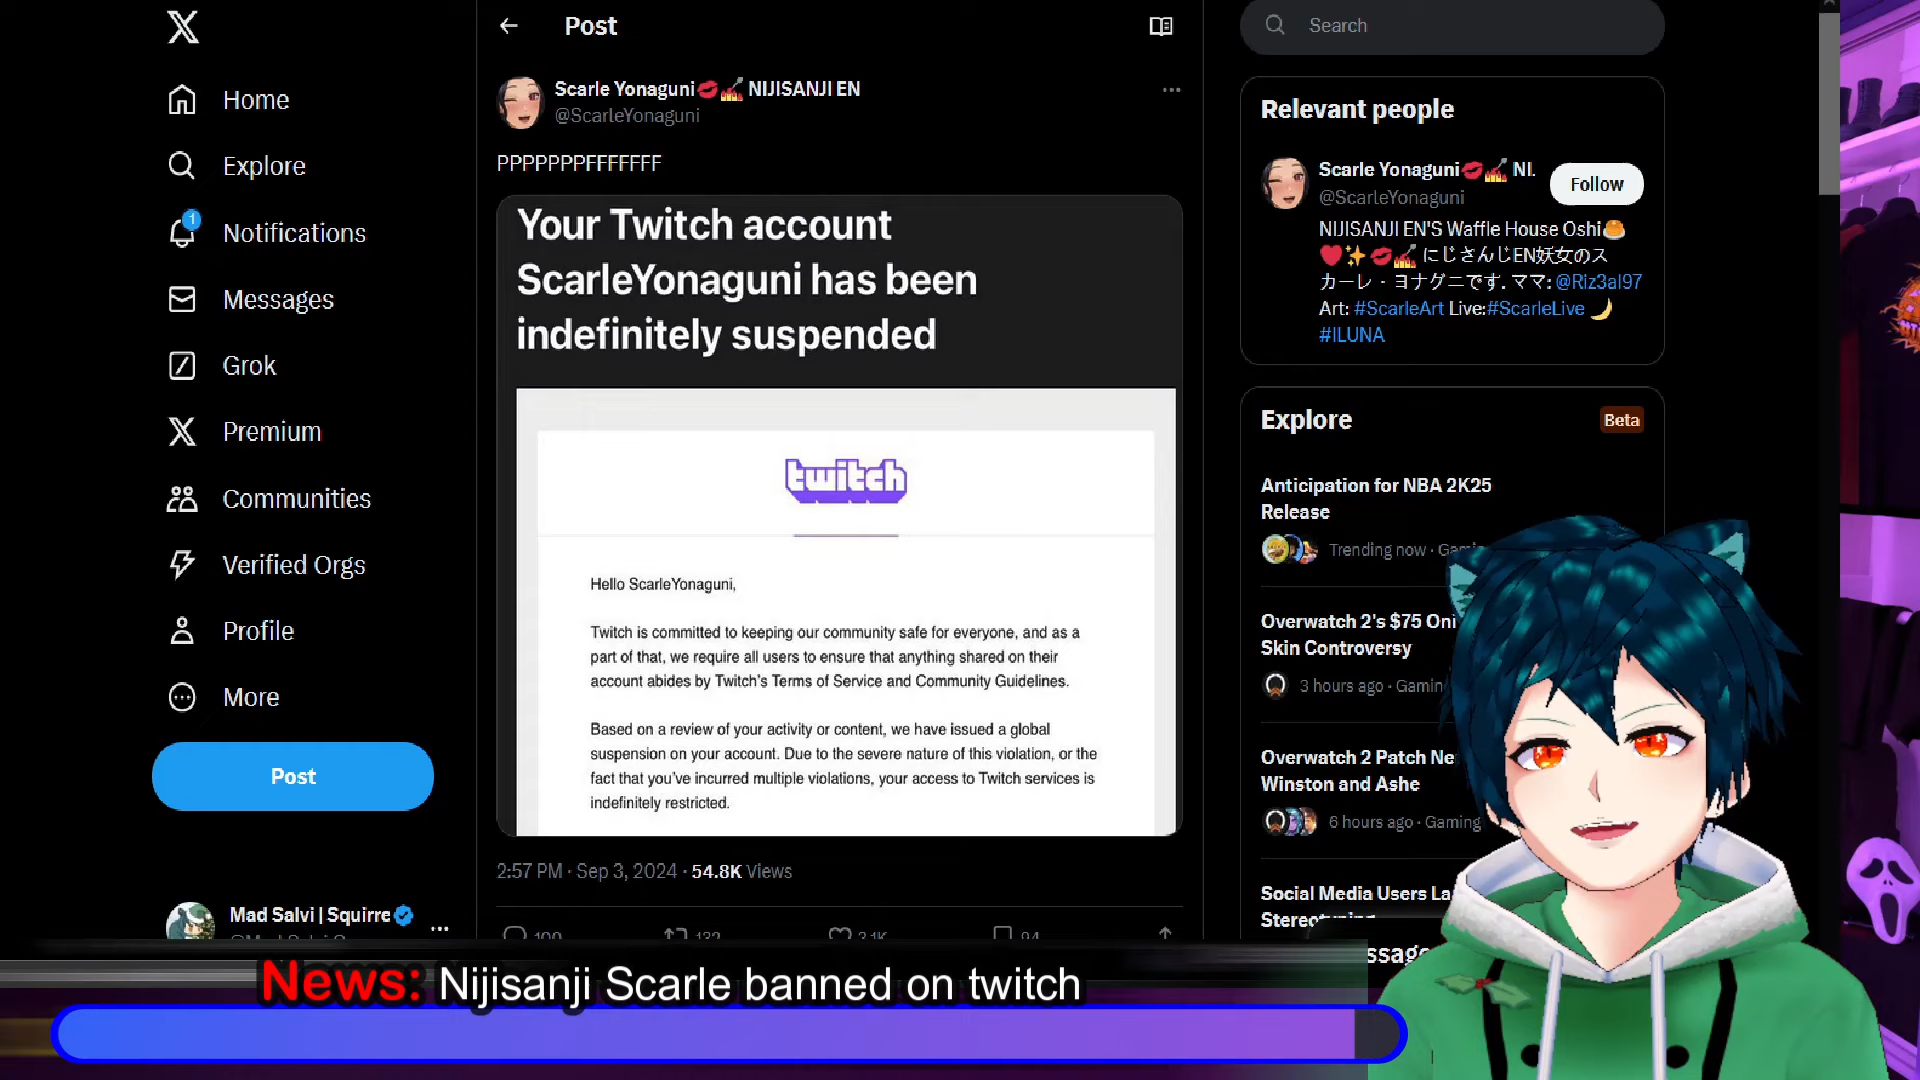 Home
Explore
1
Notifications
Messages
Grok
Premium
Communities
Verified Orgs
Profile
More
Post
Mad Salvi | Squirre
Post
Scarle Yonaguni💋💅 NIJISANJI EN
@ScarleYonaguni
PPPPPPPFFFFFFF
Your Twitch account
ScarleYonaguni has been
indefinitely suspended
twitch
Hello ScarleYonaguni,
Twitch is committed to keeping our community safe for everyone, and as a
part of that, we require all users to ensure that anything shared on their
account abides by Twitch's Terms of Service and Community Guidelines.
Based on a review of your activity or content, we have issued a global
suspension on your account. Due to the severe nature of this violation, or the
fact that you've incurred multiple violations, your access to Twitch services is
indefinitely restricted.
2:57 PM · Sep 3, 2024 · 54.8K Views
100 132 3.1K 94
Search
Relevant people
Scarle Yonaguni💋💅 NI.
@ScarleYonaguni
Follow
NIJISANJI EN'S Waffle House Oshi🥞
❤️✨💋💅 にじさんじEN妖女のス
カーレ・ヨナグニです. ママ: @Riz3al97
Art: #ScarleArt Live:#ScarleLive 🌙
#ILUNA
Explore
Beta
Anticipation for NBA 2K25
Release
Trending now
Overwatch 2's $75 Oni
Skin Controversy
3 hours ago · Gamin
Overwatch 2 Patch Ne
Winston and Ashe
6 hours ago · Gaming
Social Media Users La
News: Nijisanji Scarle banned on twitch